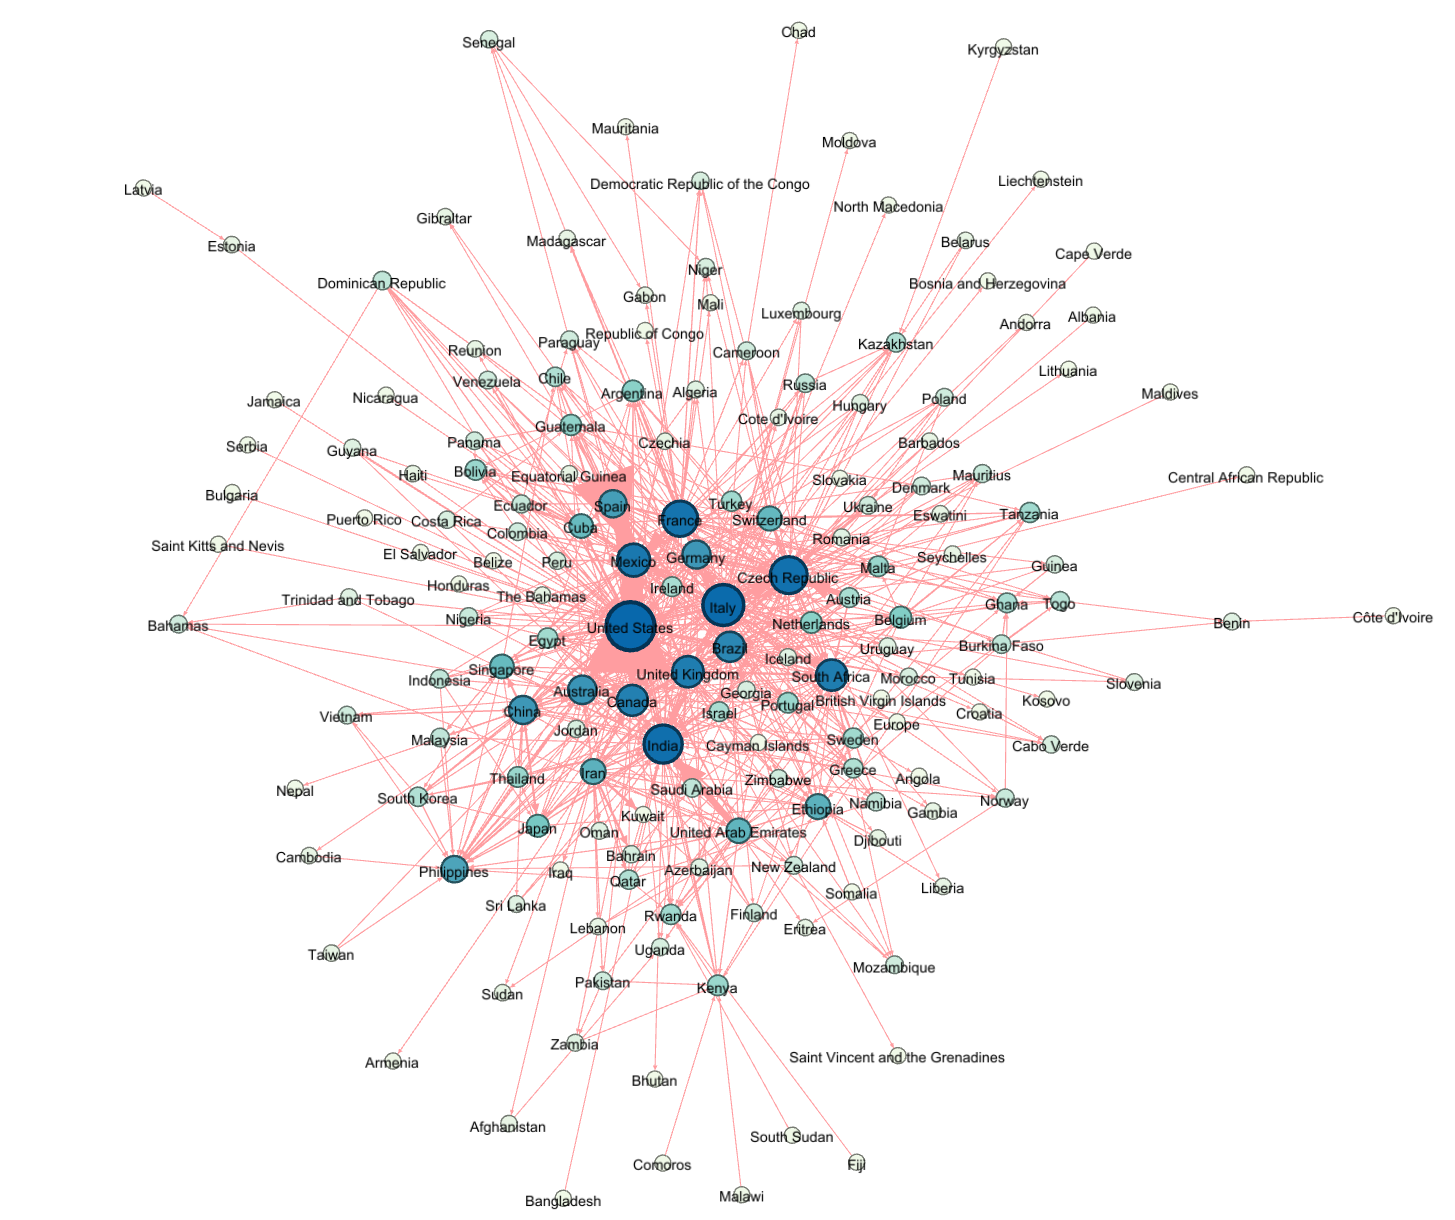 Senegal
Chad
Kyrgyzstan
Mauritania
Moldova
Democratic Republic of the Congo
Liechtenstein
Latvia
North Macedonia
Gibraltar
Estonia
Madagascar
Belarus
Cape Verde
Niger
Dominican Republic
Bosnia and Herzegovina
Gabon
Mali
Luxembourg
Albania
Andorra
Republic of Congo
Paraguay
Kazakhstan
Reunion
Cameroon
Lithuania
Venezuela
Chile
Russia
Argentina
Algeria
Maldives
Nicaragua
Jamaica
Poland
Hungary
Cote d'Ivoire
Guatemala
Serbia
Panama
Czechia
Barbados
Guyana
Bolivia
Haiti
Equatorial Guinea
Mauritius
Central African Republic
Slovakia
Denmark
Bulgaria
Ecuador
Spain
Turkey
Ukraine
Puerto Rico
Costa Rica
Cuba
France
Switzerland
Eswatini
Tanzania
Colombia
Romania
Saint Kitts and Nevis
El Salvador
Belize
Peru
Mexico
Germany
Seychelles
Malta
Guinea
Czech Republic
Honduras
Ireland
The Bahamas
Trinidad and Tobago
Austria
Italy
Ghana
Togo
Nigeria
Bahamas
United States
Netherlands
Belgium
Benin
Côte d'Ivoire
Egypt
Brazil
Uruguay
Burkina Faso
Iceland
Singapore
Indonesia
United Kingdom
South Africa
Morocco
Tunisia
Slovenia
Australia
Georgia
Canada
British Virgin Islands
Kosovo
Portugal
China
Israel
Croatia
Vietnam
Europe
Jordan
Malaysia
India
Cayman Islands
Sweden
Cabo Verde
Iran
Greece
Thailand
Zimbabwe
Angola
Saudi Arabia
Nepal
South Korea
Ethiopia
Namibia
Norway
Kuwait
Gambia
Japan
Oman
United Arab Emirates
Djibouti
Cambodia
Bahrain
Philippines
Iraq
Azerbaijan
New Zealand
Qatar
Liberia
Somalia
Sri Lanka
Rwanda
Finland
Lebanon
Eritrea
Uganda
Taiwan
Mozambique
Pakistan
Kenya
Sudan
Zambia
Saint Vincent and the Grenadines
Armenia
Bhutan
Afghanistan
South Sudan
Comoros
Fiji
Malawi
Bangladesh